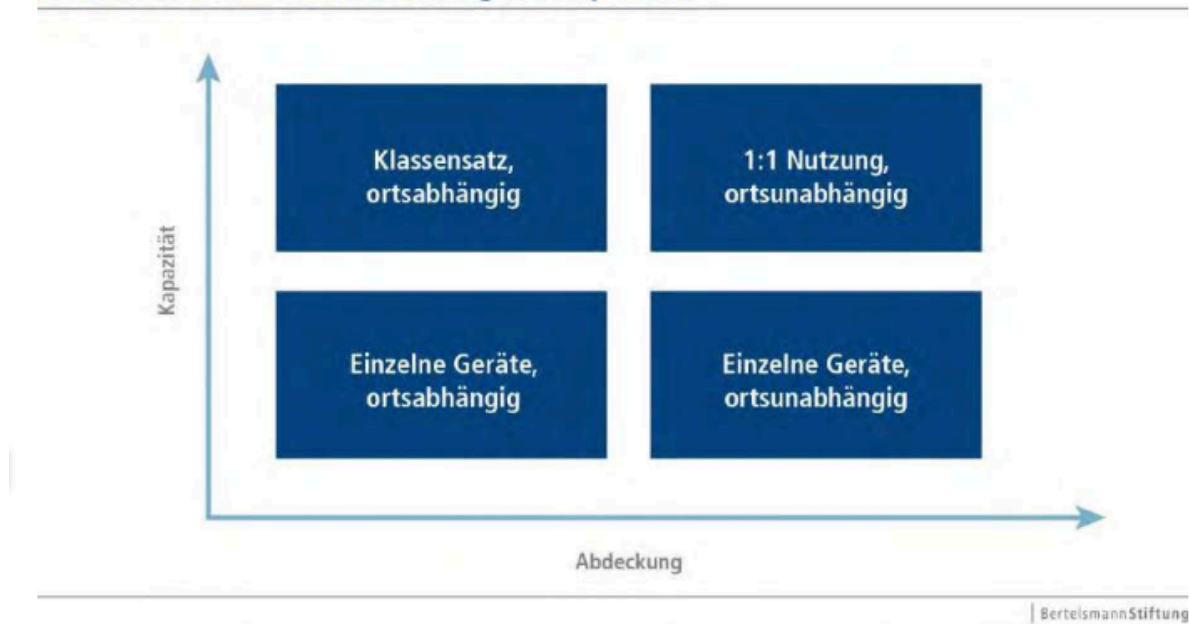 Klassensatz,
ortsabhängig
1:1 Nutzung,
ortsunabhängig
Kapazität
Einzelne Geräte,
ortsabhängig
Einzelne Geräte,
ortsunabhängig
Abdeckung
BertelsmannStiftung